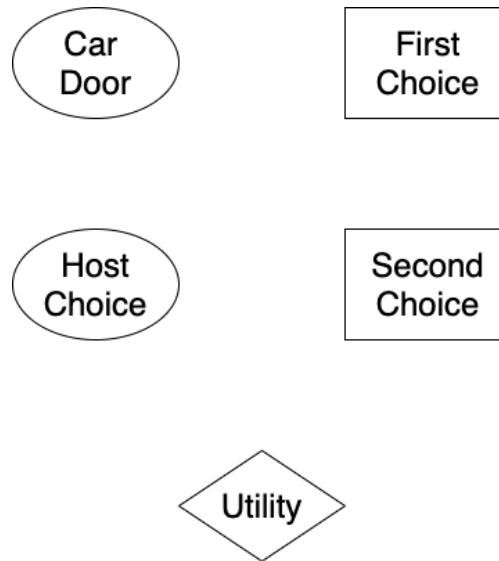 Car
Door
First
Choice
Host
Choice
Second
Choice
Utility